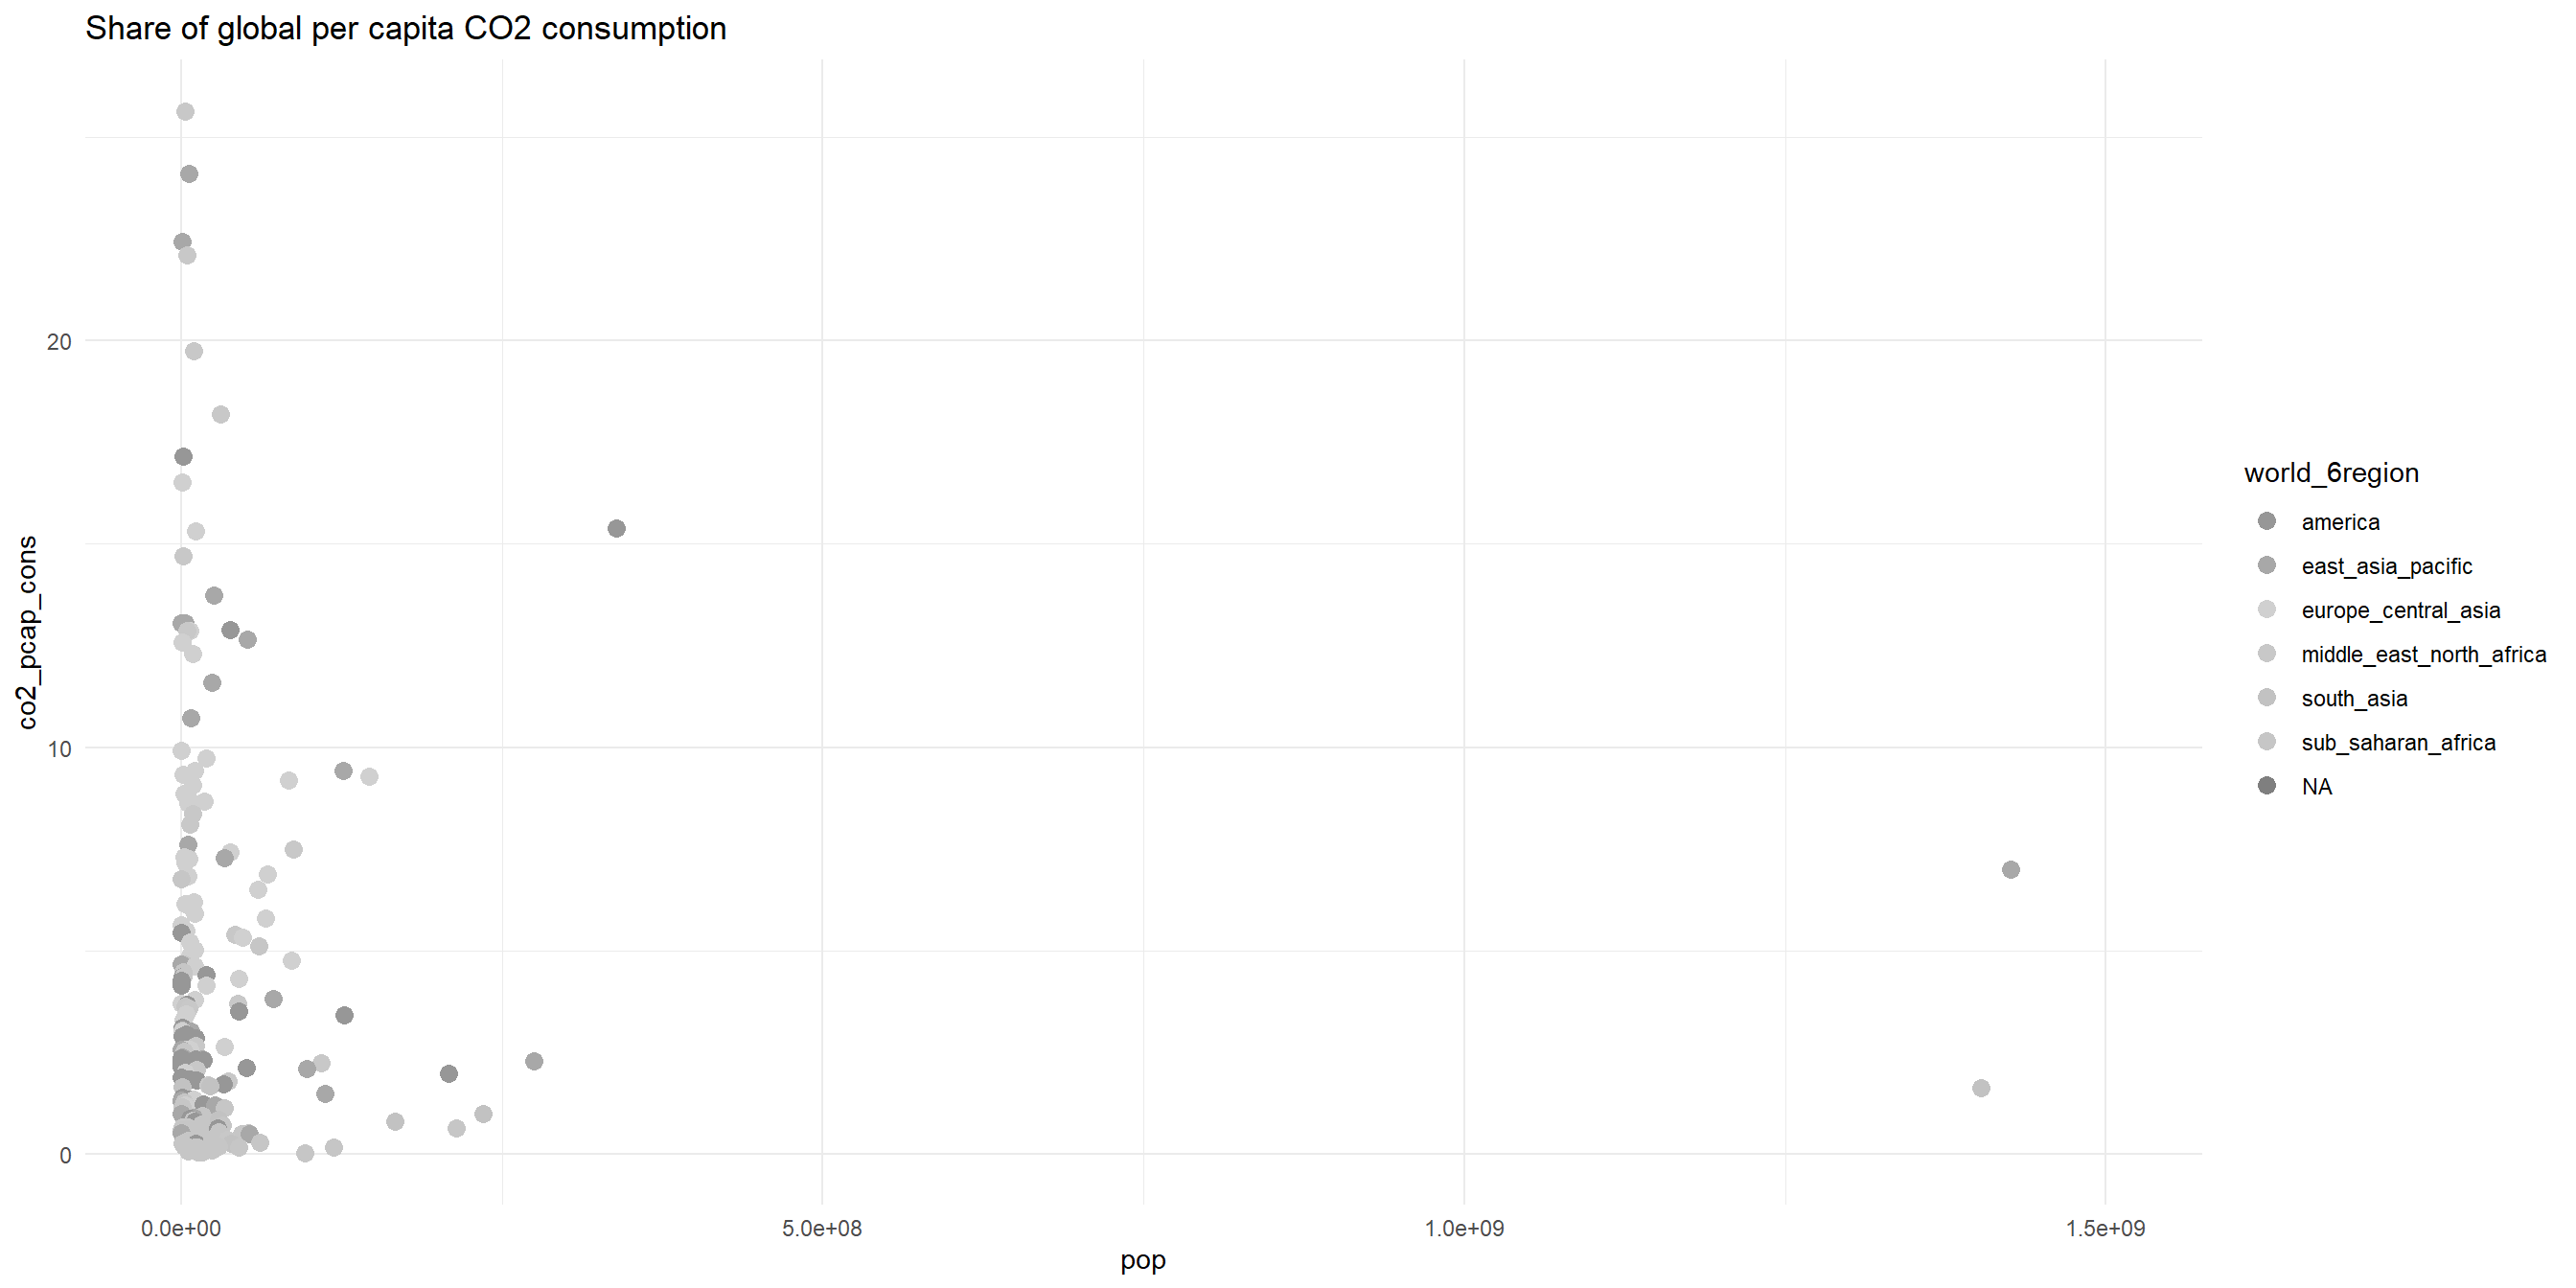 Share of global per capita CO2 consumption
co2_pcap_cons
20
10
0
0.0e+00
5.0e+08
1.0e+09
1.5e+09
pop
world_6region
america
east_asia_pacific
europe_central_asia
middle_east_north_africa
south_asia
sub_saharan_africa
NA